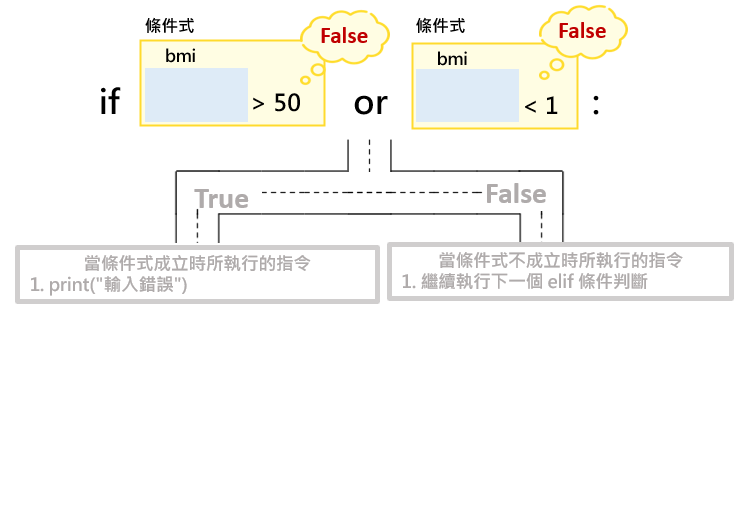 條件式
False
條件式
False
bmi
bmi
if
> 50
or
< 1
:
True
False
當條件式成立時所執行的指令
1. print("輸入錯誤")
當條件式不成立時所執行的指令
1. 繼續執行下一個 elif 條件判斷